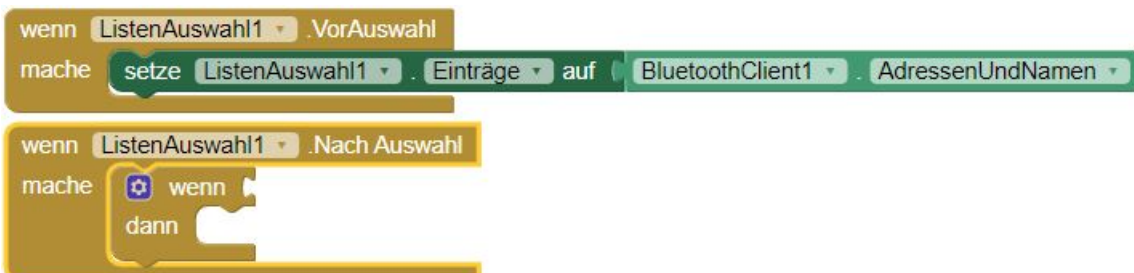 wenn ListenAuswahl1 .VorAuswahl
mache setze ListenAuswahl1 . Einträge auf BluetoothClient1 . AdressenUndNamen
wenn ListenAuswahl1 .Nach Auswahl
mache wenn
dann